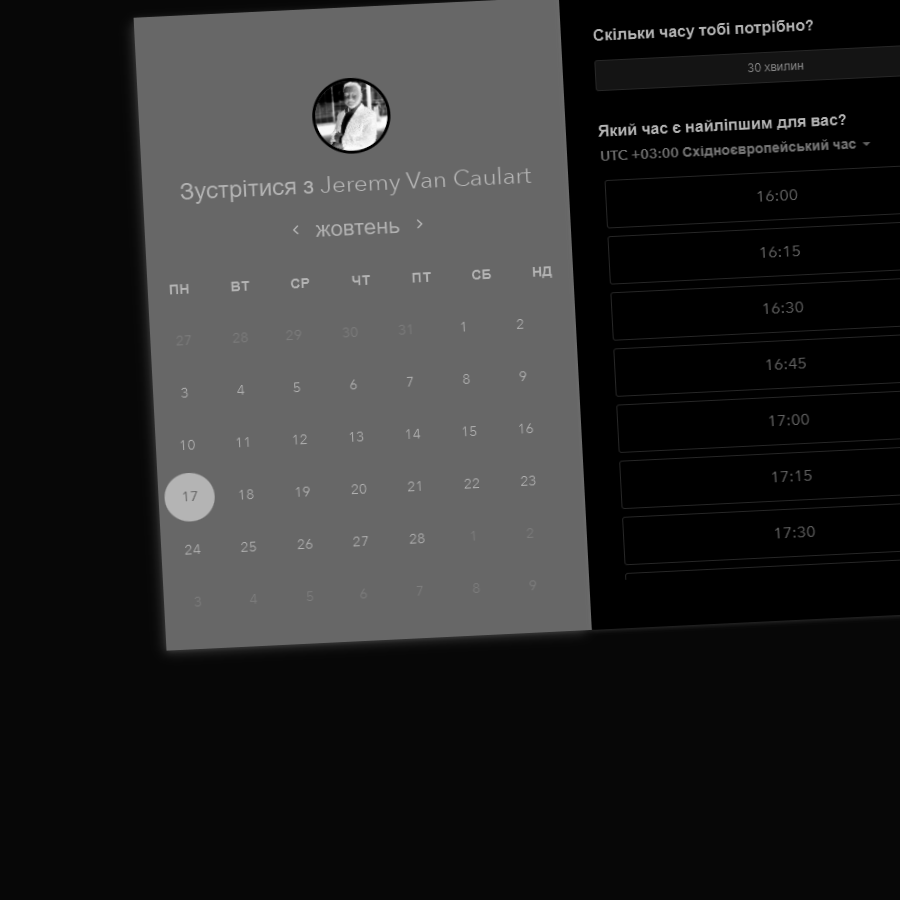 Зустрітися з Jeremy Van Caulart
жовтень
ПН ВТ СР ЧТ ПТ СБ НД
27 28 29 30 31 1 2
3 4 5 6 7 8 9
10 11 12 13 14 15 16
17 18 19 20 21 22 23
24 25 26 27 28 1 2
3 4 5 6 7 8 9
Скільки часу тобі потрібно?
30 хвилин
Який час є найліпшим для вас?
UTC +03:00 Східноєвропейський час
16:00
16:15
16:30
16:45
17:00
17:15
17:30